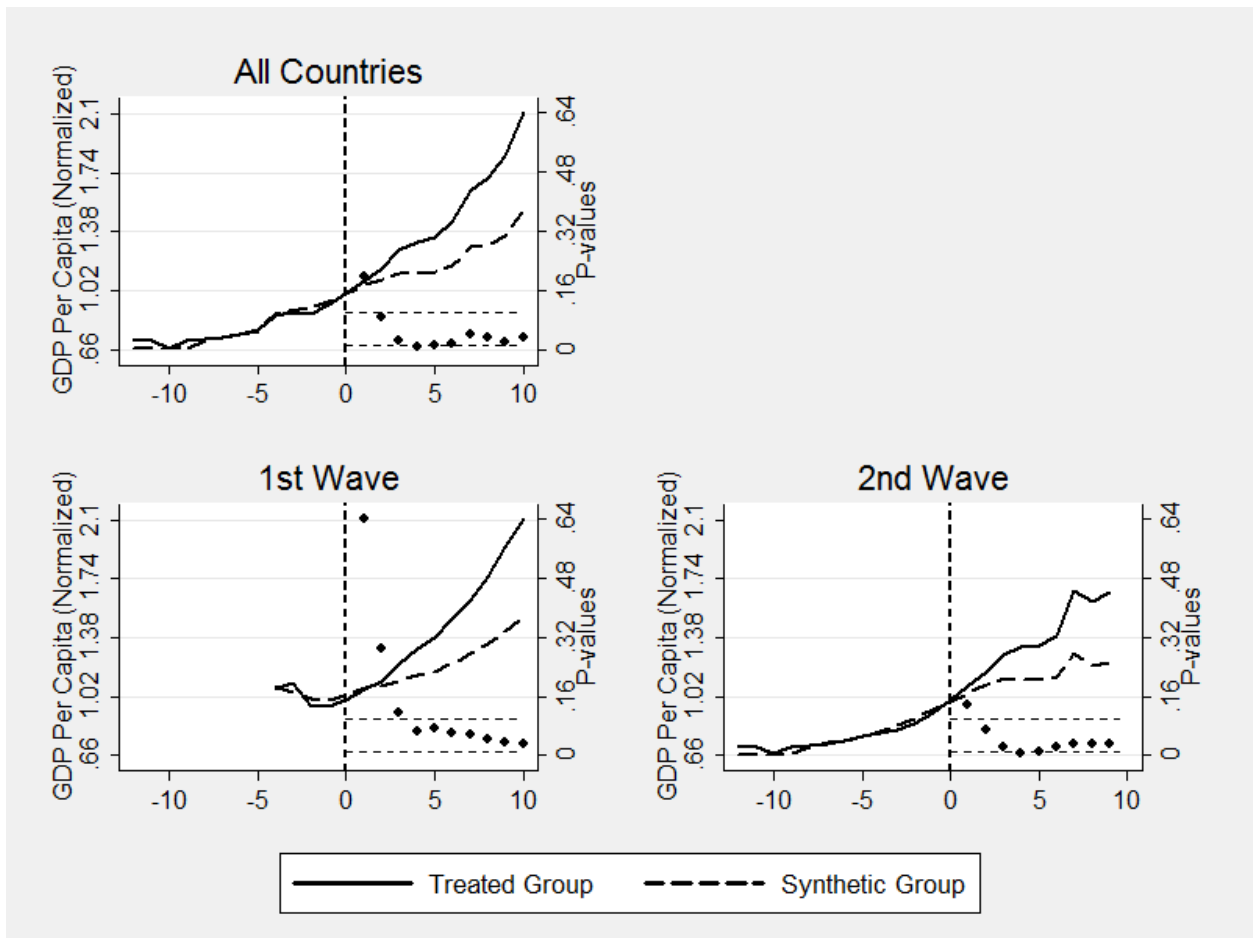 All Countries
GDP Per Capita (Normalized)
2.1
1.74
1.38
1.02
.66
.64
.48
.32
.16
0
P-values
-10 -5 0 5 10
1st Wave
GDP Per Capita (Normalized)
2.1
1.74
1.38
1.02
.66
.64
.48
.32
.16
0
P-values
-10 -5 0 5 10
2nd Wave
GDP Per Capita (Normalized)
2.1
1.74
1.38
1.02
.66
.64
.48
.32
.16
0
P-values
-10 -5 0 5 10
Treated Group Synthetic Group